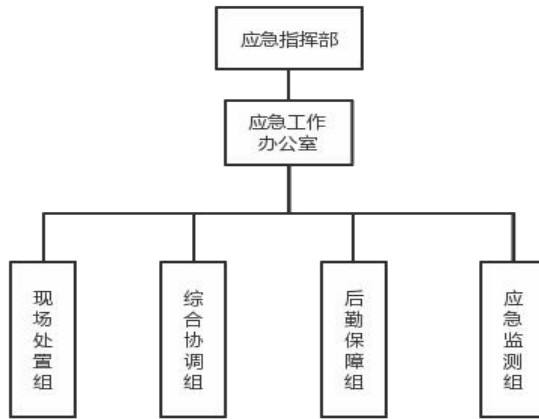 应急指挥部
应急工作
办公室
现场处置组
综合协调组
后勤保障组
应急监测组